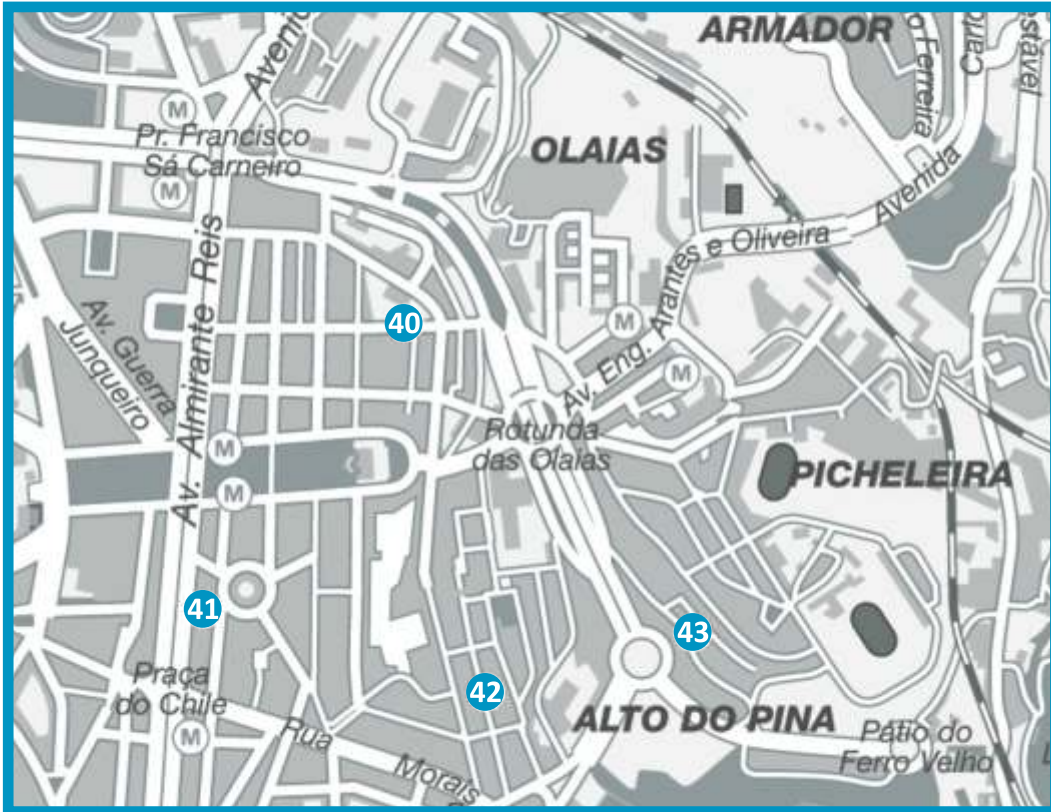 ARMADOR
Avenid
Ferreira
Carlo
stável
M
Pr. Francisco
Sá Carneiro
M
OLAIAS
Avenida
Av. Eng. Arantes e Oliveira
Av. Almirante Reis
Av. Guerra
Junqueiro
40
M
M
Rotunda
das Olaias
M
M
PICHELEIRA
41
43
42
Praça
do Chile
M
Rua
Morais
ALTO DO PINA
Pátio do
Ferro Velho